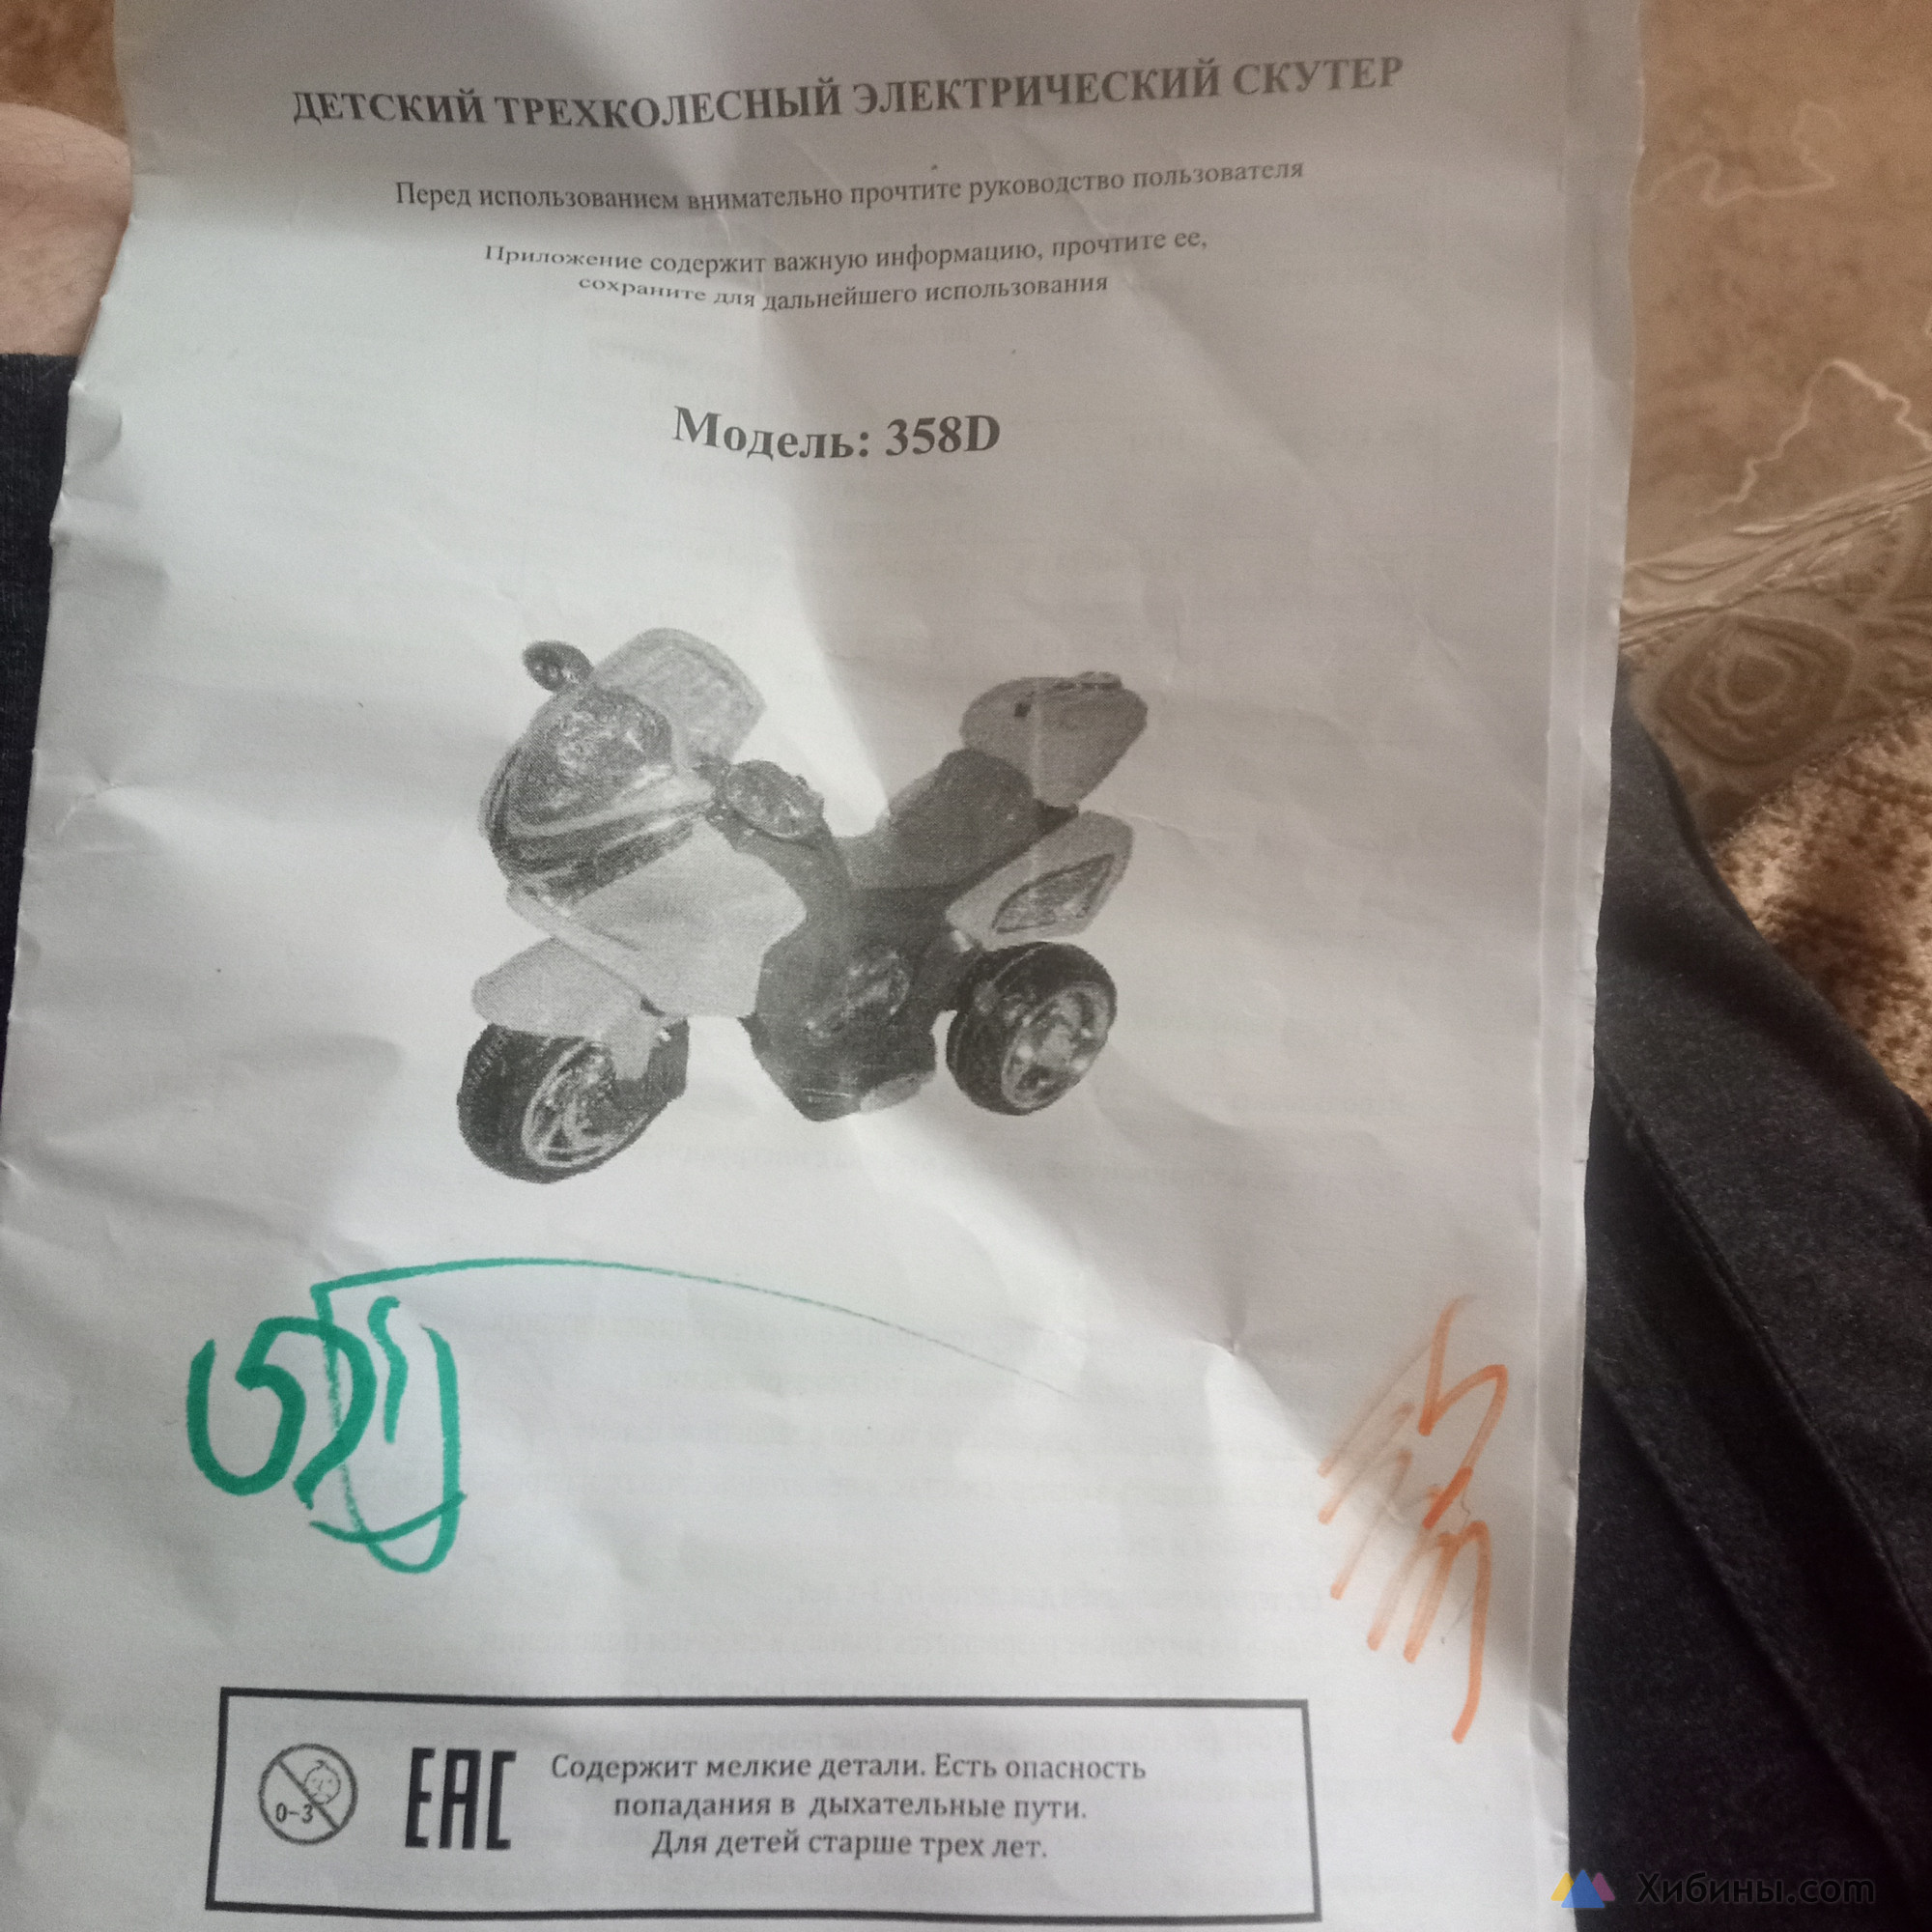 ДЕТСКИЙ ТРЕХКОЛЕСНЫЙ ЭЛЕКТРИЧЕСКИЙ СКУТЕР
Перед использованием внимательно прочтите руководство пользователя
Приложение содержит важную информацию, прочтите ее,
сохраните для дальнейшего использования
Модель: 358D
0-3
EAC
Содержит мелкие детали. Есть опасность
попадания в дыхательные пути.
Для детей старше трех лет.
Хибины.com